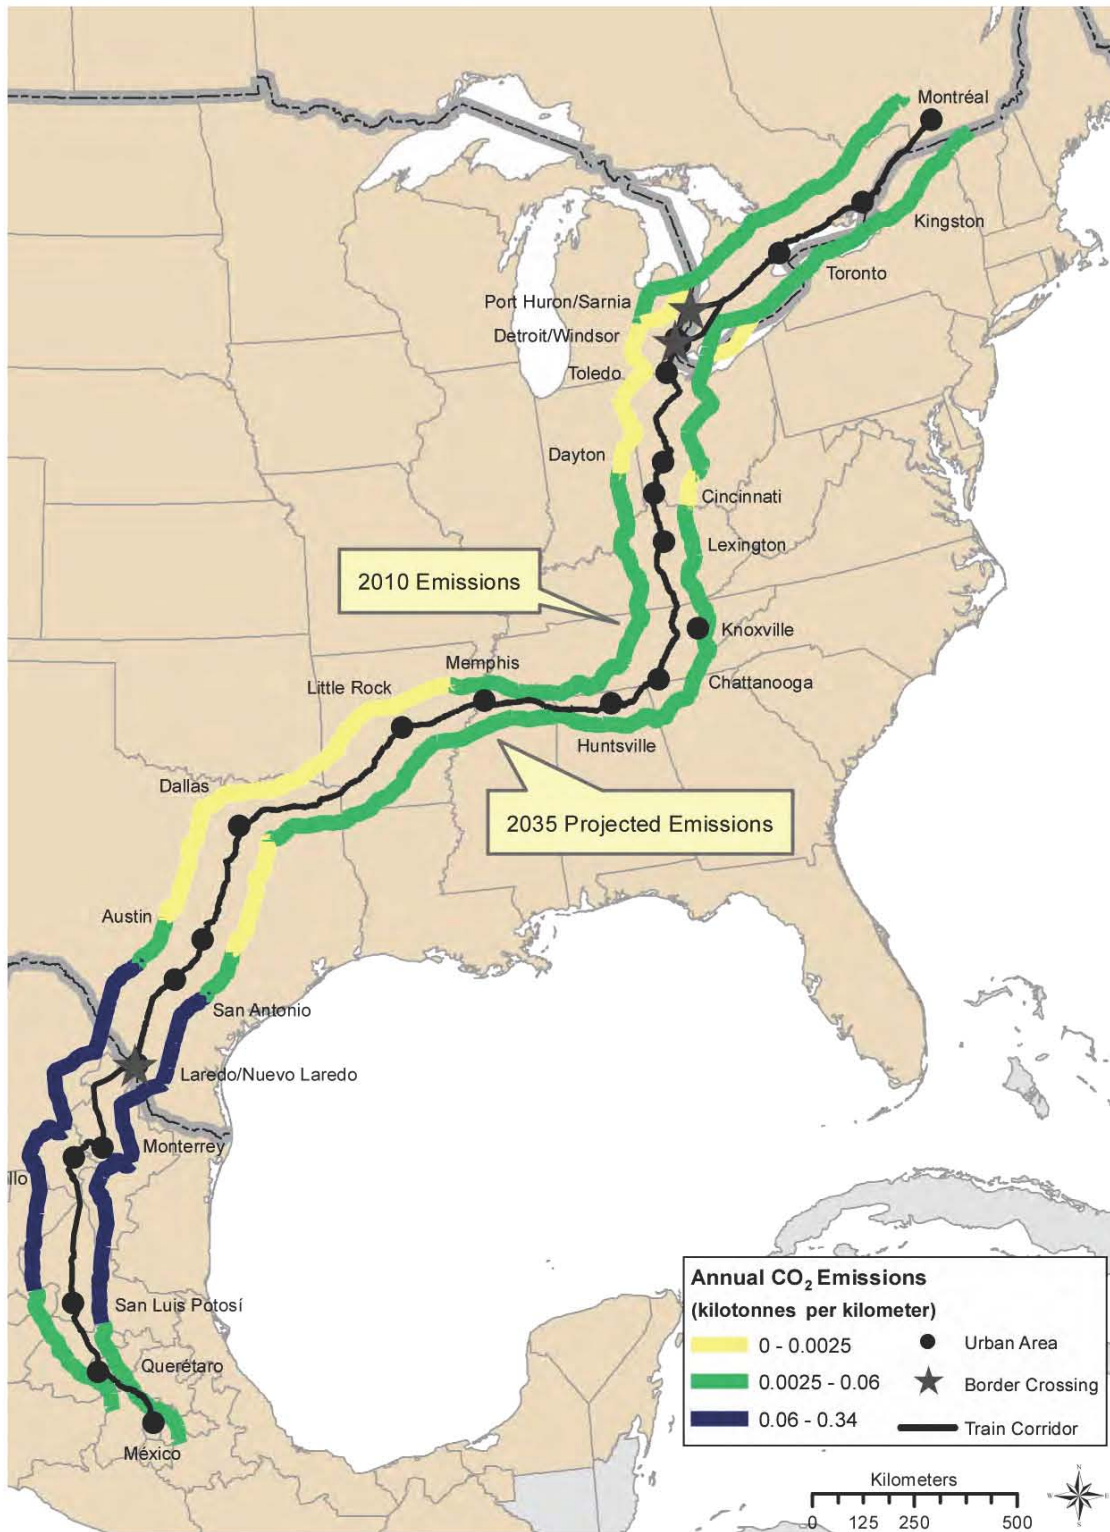 Montréal
Kingston
Toronto
Port Huron/Sarnia
Detroit/Windsor
Toledo
Dayton
Cincinnati
Lexington
2010 Emissions
Knoxville
Memphis
Chattanooga
Little Rock
Huntsville
Dallas
2035 Projected Emissions
Austin
San Antonio
Laredo/Nuevo Laredo
Monterrey
illo
San Luis Potosí
Querétaro
México
Annual CO₂ Emissions
(kilotonnes per kilometer)
0 - 0.0025
0.0025 - 0.06
0.06 - 0.34
Urban Area
Border Crossing
Train Corridor
Kilometers
0 125 250 500
N
W E
S